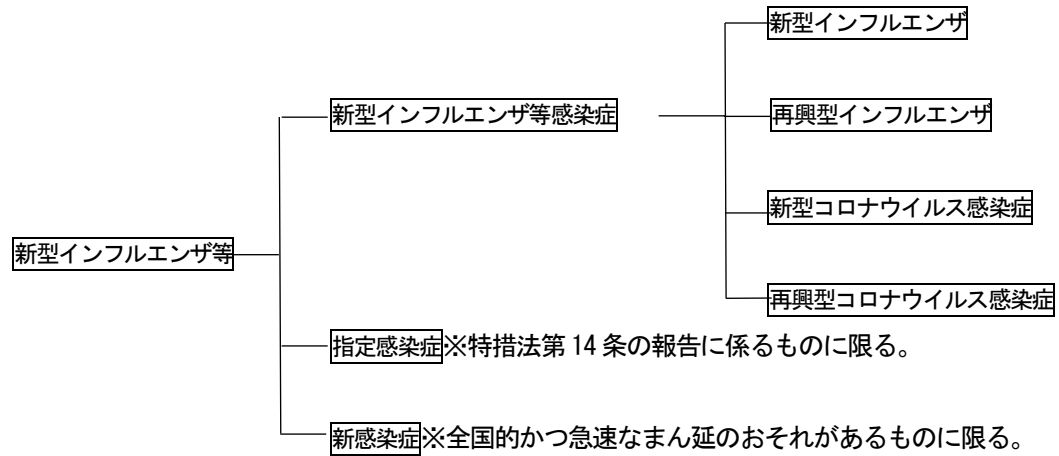 新型インフルエンザ
新型インフルエンザ等感染症
再興型インフルエンザ
新型コロナウイルス感染症
新型インフルエンザ等
再興型コロナウイルス感染症
指定感染症※特措法第 14 条の報告に係るものに限る。
新感染症※全国的かつ急速なまん延のおそれがあるものに限る。